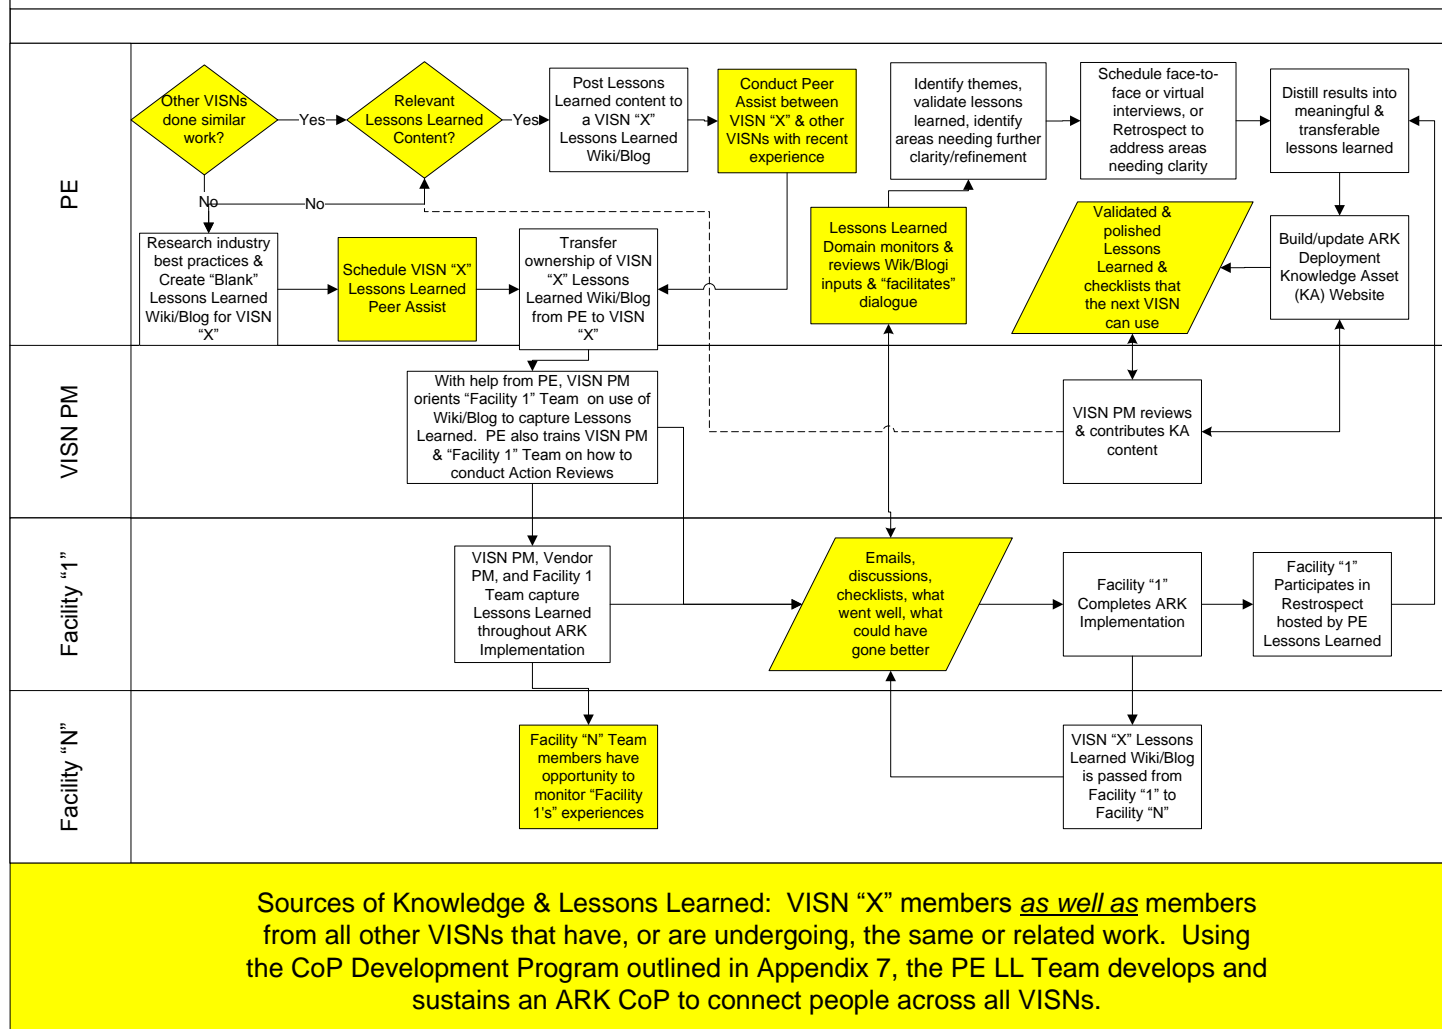 PE
Other VISNs
done similar
work?
Yes
Relevant
Lessons Learned
Content?
Yes
Post Lessons
Learned content to
a VISN “X”
Lessons Learned
Wiki/Blog
Conduct Peer
Assist between
VISN “X” & other
VISNs with recent
experience
Identify themes,
validate lessons
learned, identify
areas needing further
clarity/refinement
Schedule face-to-
face or virtual
interviews, or
Retrospect to
address areas
needing clarity
Distill results into
meaningful &
transferable
lessons learned
No
No
Research industry
best practices &
Create “Blank”
Lessons Learned
Wiki/Blog for VISN
“X”
Schedule VISN “X”
Lessons Learned
Peer Assist
Transfer
ownership of VISN
“X” Lessons
Learned Wiki/Blog
from PE to VISN
“X”
Lessons Learned
Domain monitors &
reviews Wik/Blogi
inputs & “facilitates”
dialogue
Validated &
polished
Lessons
Learned &
checklists that
the next VISN
can use
Build/update ARK
Deployment
Knowledge Asset
(KA) Website
VISN PM
With help from PE, VISN PM
orients “Facility 1” Team  on use of
Wiki/Blog to capture Lessons
Learned.  PE also trains VISN PM
& “Facility 1” Team on how to
conduct Action Reviews
VISN PM reviews
& contributes KA
content
Facility “1”
VISN PM, Vendor
PM, and Facility 1
Team capture
Lessons Learned
throughout ARK
Implementation
Emails,
discussions,
checklists, what
went well, what
could have
gone better
Facility “1”
Completes ARK
Implementation
Facility “1”
Participates in
Restrospect
hosted by PE
Lessons Learned
Facility “N”
Facility “N” Team
members have
opportunity to
monitor “Facility
1’s” experiences
VISN “X” Lessons
Learned Wiki/Blog
is passed from
Facility “1” to
Facility “N”
Sources of Knowledge & Lessons Learned:  VISN “X” members as well as members
from all other VISNs that have, or are undergoing, the same or related work.  Using
the CoP Development Program outlined in Appendix 7, the PE LL Team develops and
sustains an ARK CoP to connect people across all VISNs.